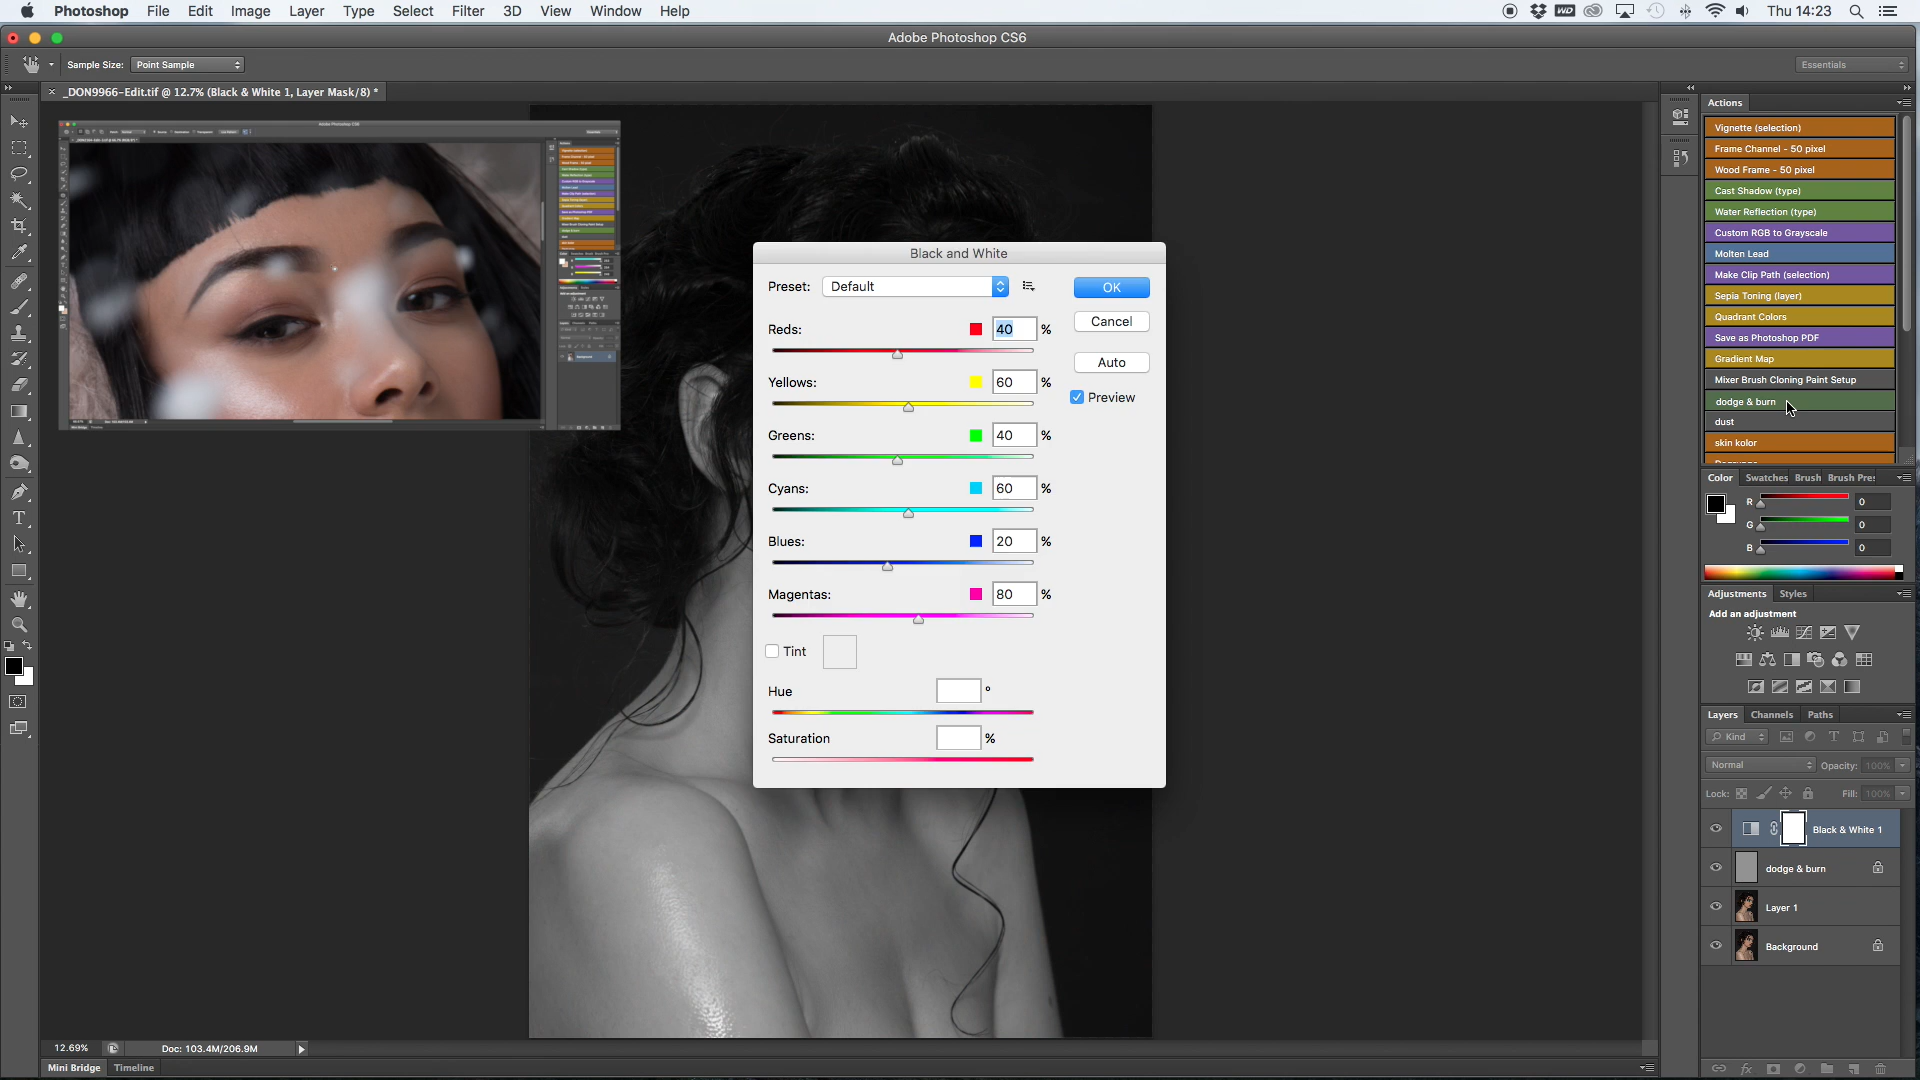 Photoshop File Edit Image Layer Type Select Filter 3D View Window Help
WD Thu 14:23
Adobe Photoshop CS6
Sample Size: Point Sample
Essentials
× _DON9966-Edit.tif @ 12.7% (Black & White 1, Layer Mask/8) *
Black and White
Preset: Default
OK
Reds: 40 %
Cancel
Auto
Yellows: 60 %
Preview
Greens: 40 %
Cyans: 60 %
Blues: 20 %
Magentas: 80 %
Tint
Hue °
Saturation %
Actions
Vignette (selection)
Frame Channel - 50 pixel
Wood Frame - 50 pixel
Cast Shadow (type)
Water Reflection (type)
Custom RGB to Grayscale
Molten Lead
Make Clip Path (selection)
Sepia Toning (layer)
Quadrant Colors
Save as Photoshop PDF
Gradient Map
Mixer Brush Cloning Paint Setup
dodge & burn
dust
skin kolor
Color Swatches Brush Brush Pre
R 0
G 0
B 0
Adjustments Styles
Add an adjustment
Layers Channels Paths
Kind
Normal Opacity: 100%
Lock: Fill: 100%
Black & White 1
dodge & burn
Layer 1
Background
fx
12.69% Doc: 103.4M/206.9M
Mini Bridge Timeline